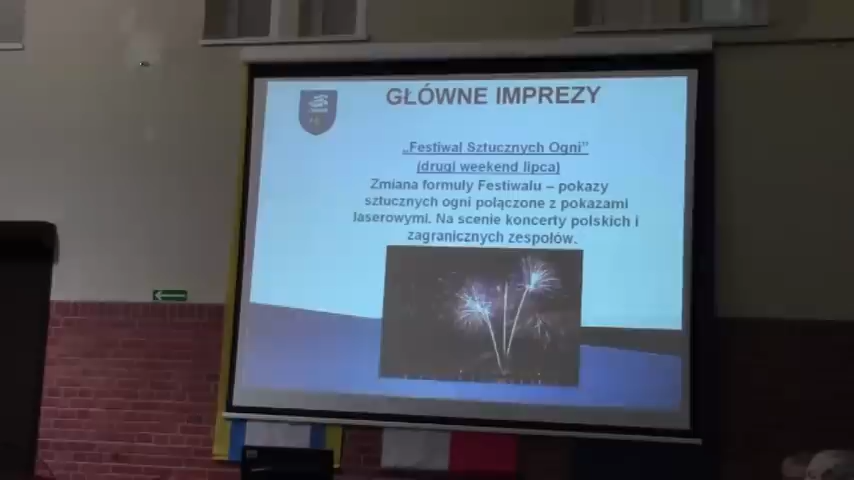 GŁÓWNE IMPREZY
„Festiwal Sztucznych Ogni”
(drugi weekend lipca)
Zmiana formuły Festiwalu – pokazy
sztucznych ogni połączone z pokazami
laserowymi. Na scenie koncerty polskich i
zagranicznych zespołów.